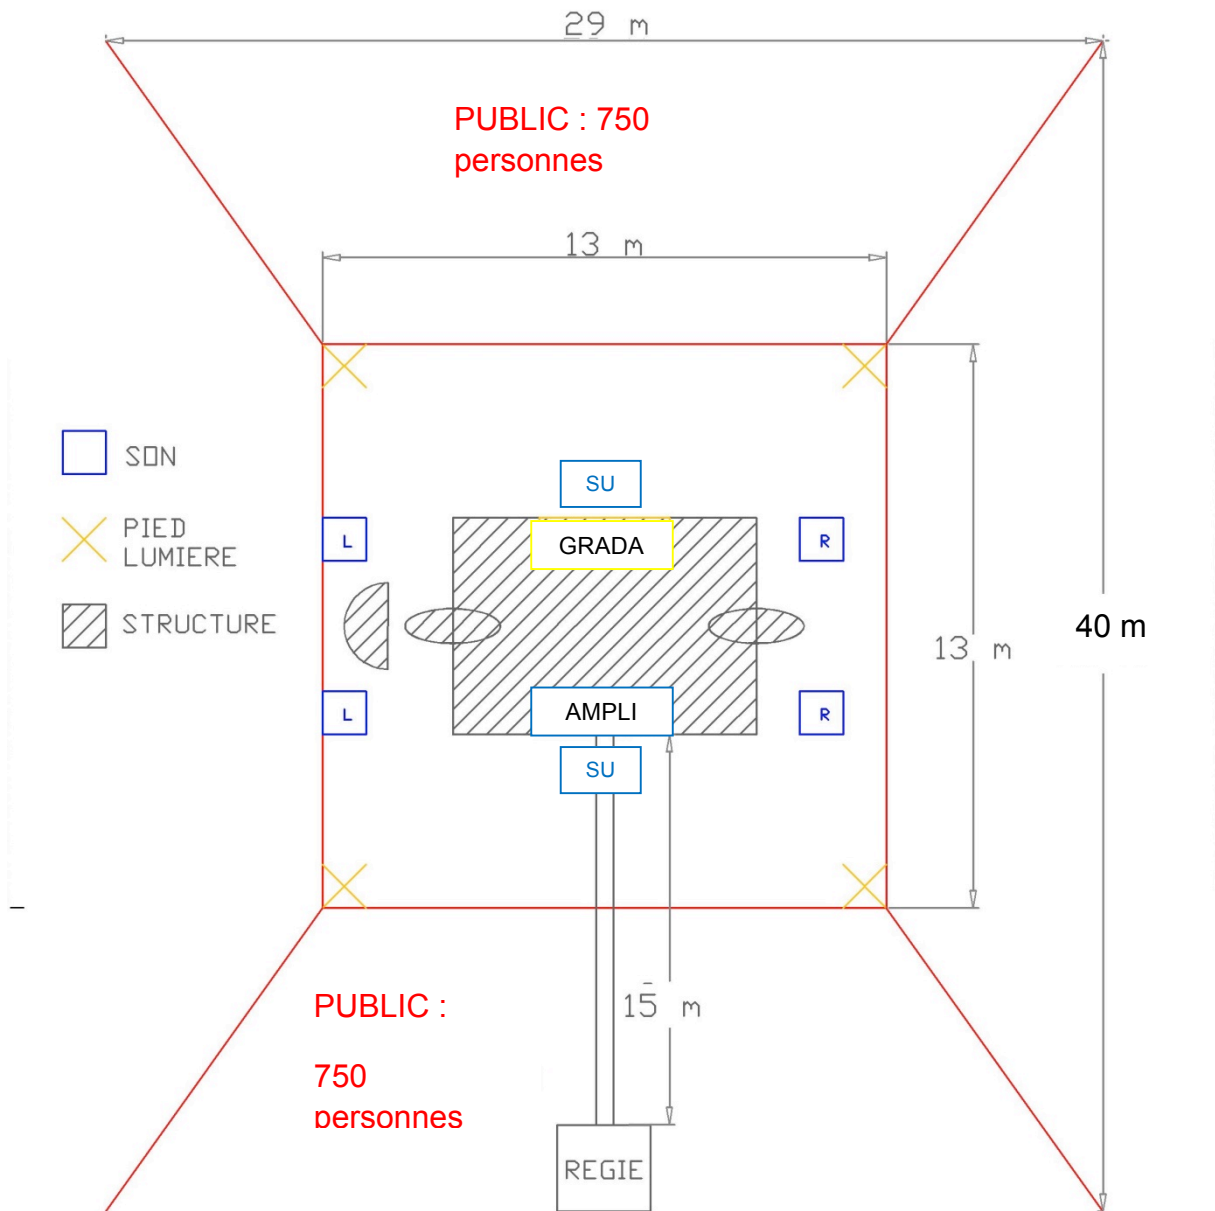 29 m
PUBLIC : 750
personnes
13 m
SON
PIED
LUMIERE
STRUCTURE
SU
L
GRADA
R
13 m
40 m
L
AMPLI
R
SU
PUBLIC :
750
personnes
15 m
REGIE